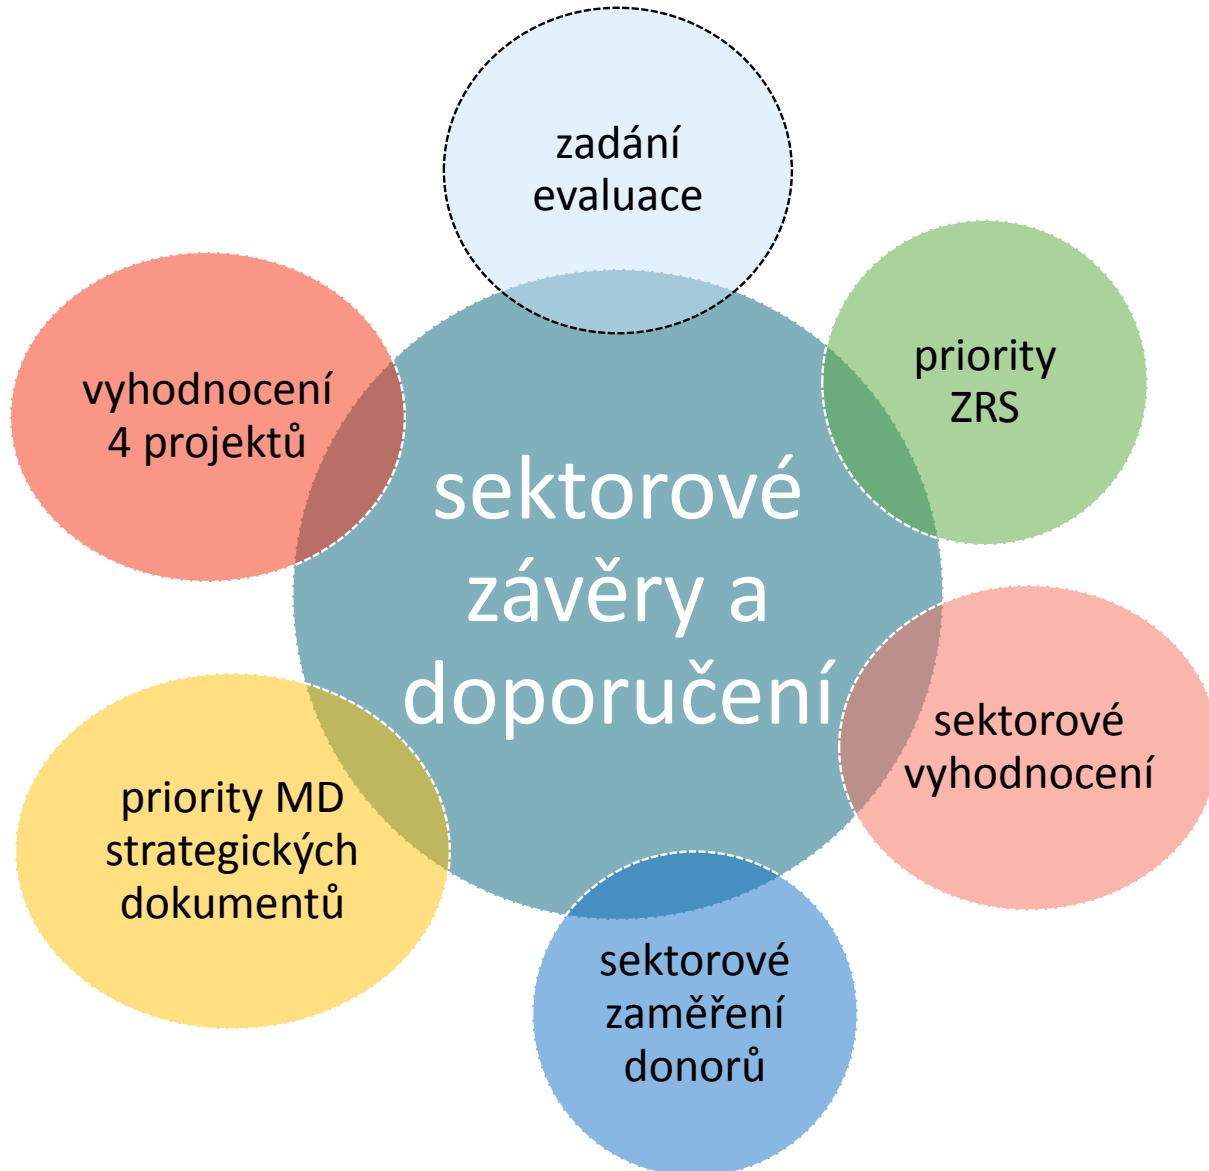 zadání
evaluace
priority
ZRS
vyhodnocení
4 projektů
sektorové
závěry a
doporučení
sektorové
vyhodnocení
priority MD
strategických
dokumentů
sektorové
zaměření
donorů